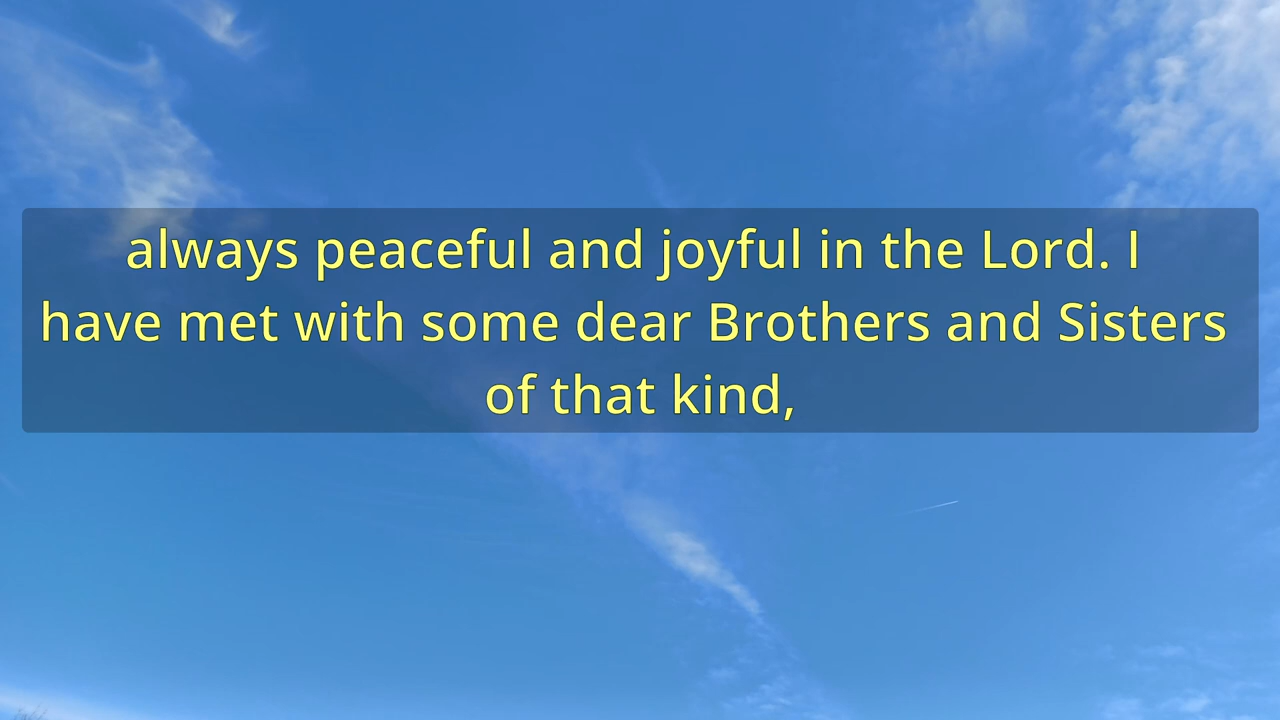 always peaceful and joyful in the Lord. I
have met with some dear Brothers and Sisters
of that kind,